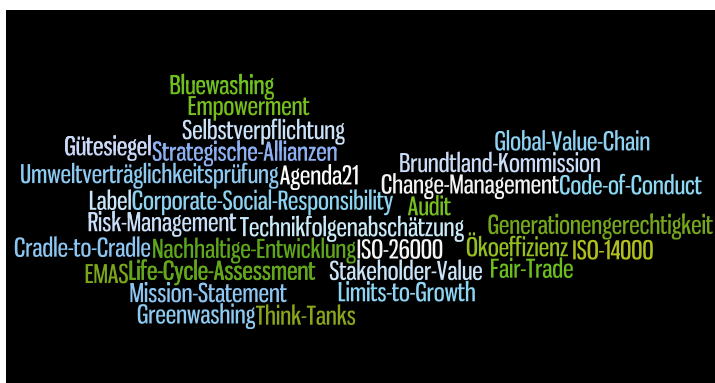 Bluewashing
Empowerment
Selbstverpflichtung
Gütesiegel Strategische-Allianzen
Global-Value-Chain
Umweltverträglichkeitsprüfung Agenda21
Brundtland-Kommission
Change-Management Code-of-Conduct
Label Corporate-Social-Responsibility Audit
Risk-Management Technikfolgenabschätzung Generationengerechtigkeit
Cradle-to-Cradle Nachhaltige-Entwicklung ISO-26000 Ökoeffizienz ISO-14000
EMAS Life-Cycle-Assessment Stakeholder-Value Fair-Trade
Mission-Statement Limits-to-Growth
Greenwashing Think-Tanks